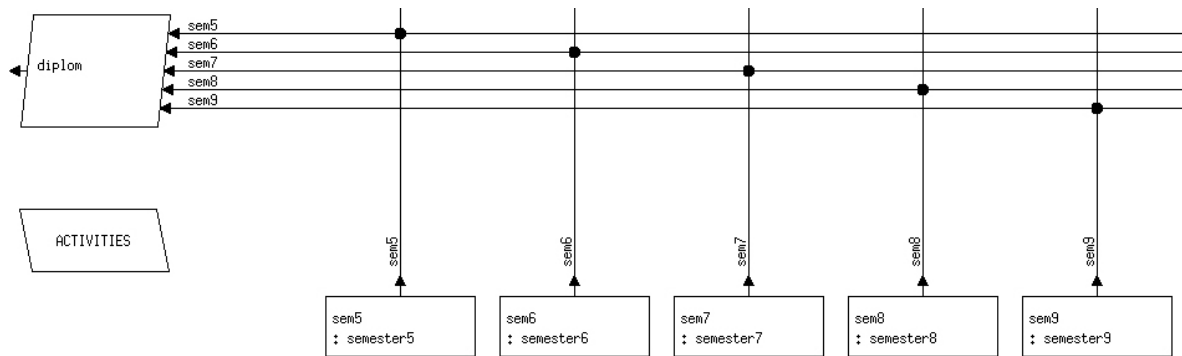 sem5
sem6
diplom
sem7
sem8
sem9
ACTIVITIES
sem5
sem6
sem7
sem8
sem9
sem5
: semester5
sem6
: semester6
sem7
: semester7
sem8
: semester8
sem9
: semester9